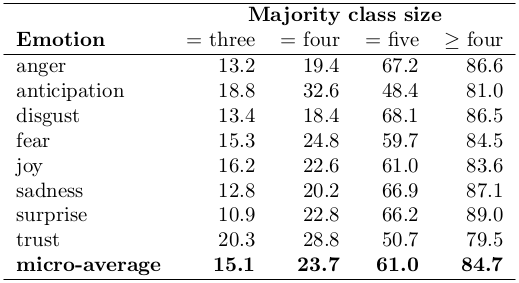 Majority class size
Emotion = three = four = five ≥ four
anger 13.2 19.4 67.2 86.6
anticipation 18.8 32.6 48.4 81.0
disgust 13.4 18.4 68.1 86.5
fear 15.3 24.8 59.7 84.5
joy 16.2 22.6 61.0 83.6
sadness 12.8 20.2 66.9 87.1
surprise 10.9 22.8 66.2 89.0
trust 20.3 28.8 50.7 79.5
micro-average 15.1 23.7 61.0 84.7